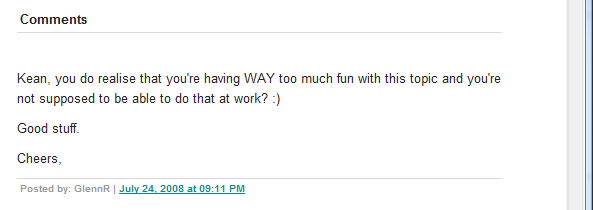 Comments
Kean, you do realise that you're having WAY too much fun with this topic and you're
not supposed to be able to do that at work? :)
Good stuff.
Cheers,
Posted by: GlennR | July 24, 2008 at 09:11 PM